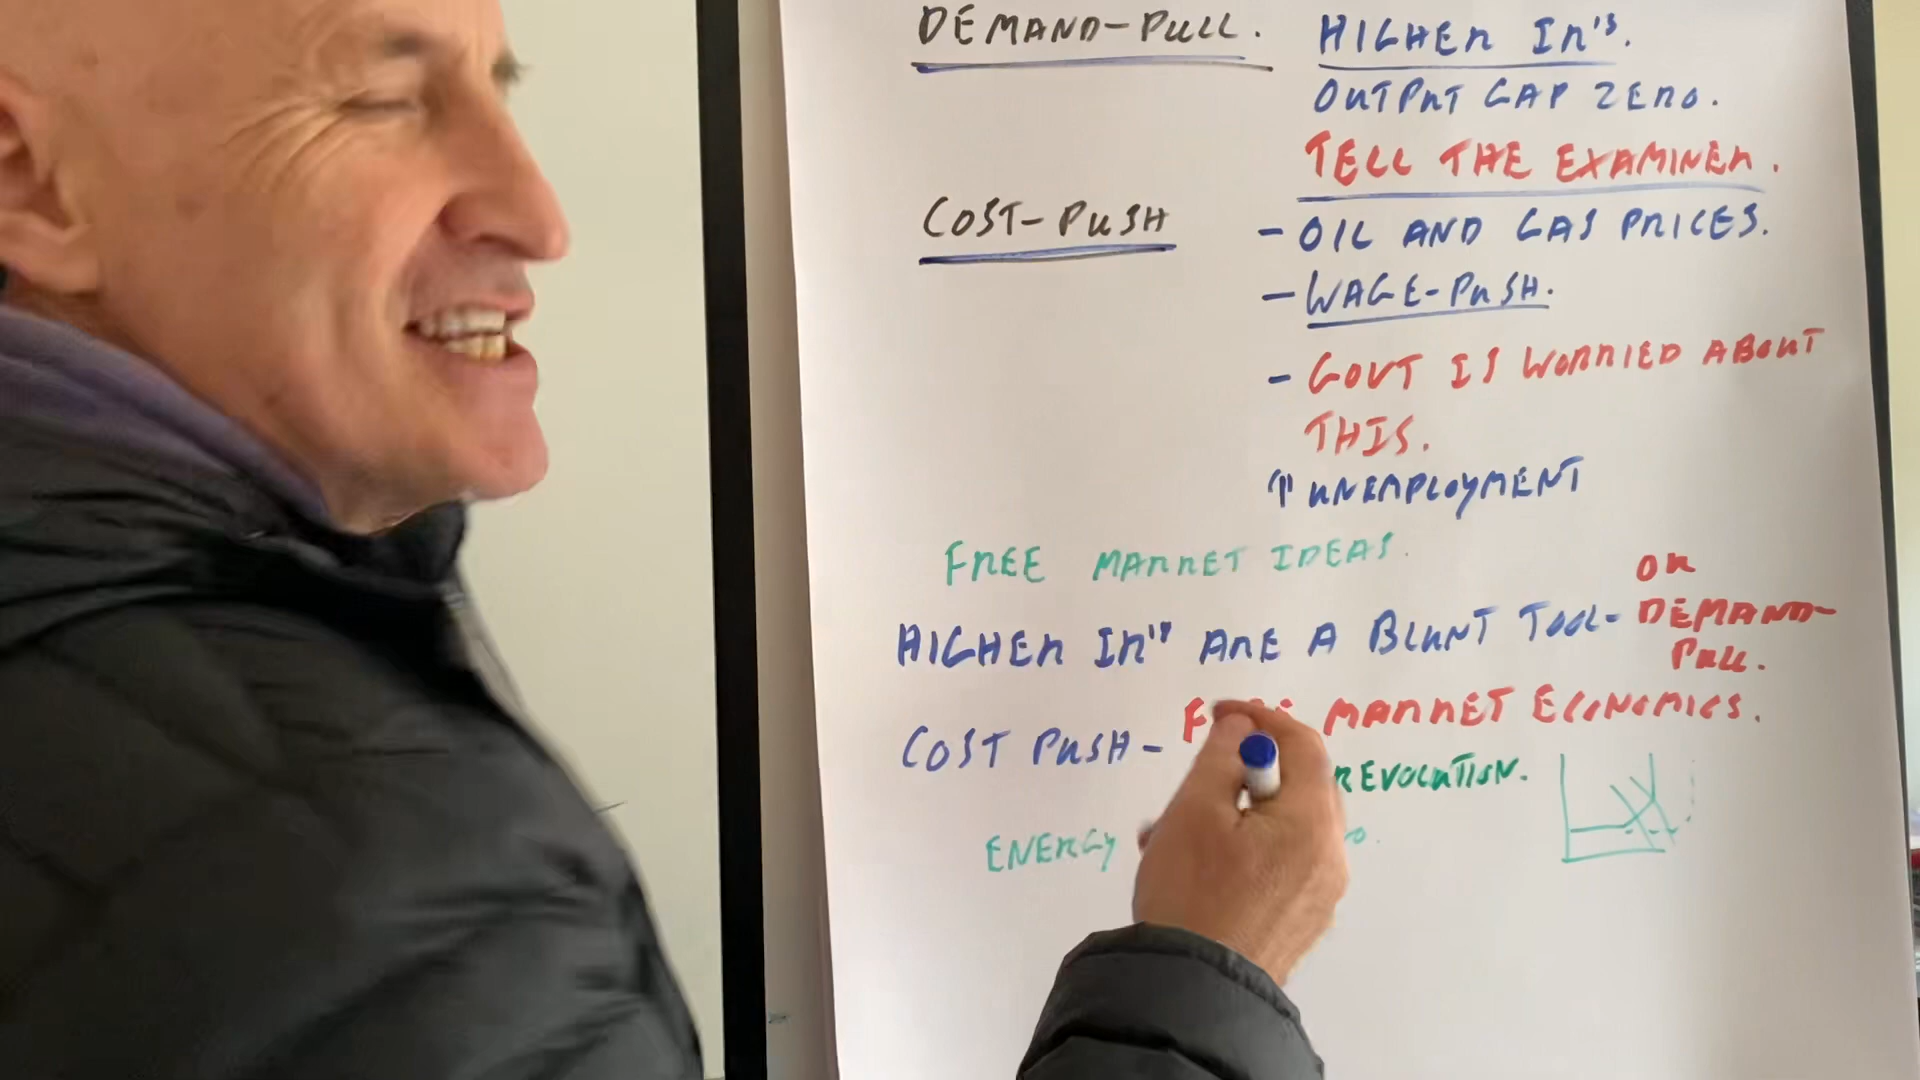 DEMAND-PULL. HIGHER IR'S.
OUTPUT GAP ZERO.
TELL THE EXAMINER.
COST-PUSH - OIL AND GAS PRICES.
- WAGE-PUSH.
- GOVT IS WORRIED ABOUT
THIS.
↑ UNEMPLOYMENT
FREE MARKET IDEAS.
HIGHER IR'S ARE A BLUNT TOOL - OK
DEMAND-
PULL.
COST PUSH - MARKET ECONOMICS.
REVOLUTION.
ENERGY